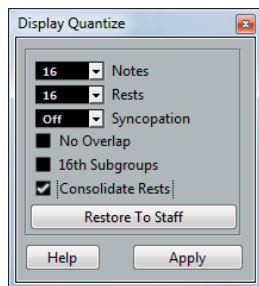 Display Quantize
16 Notes
16 Rests
Off Syncopation
No Overlap
16th Subgroups
Consolidate Rests
Restore To Staff
Help Apply